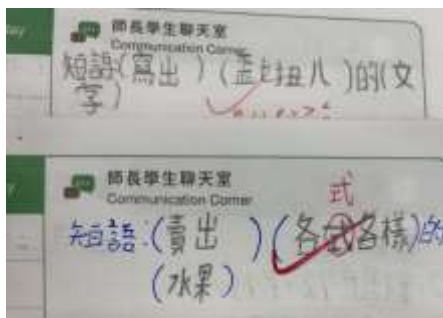 day
師長學生聊天室
Communication Corner
短語(寫出)(歪七扭八)的(文
字)
師長學生聊天室
Communication Corner
式
短語:(賣出)(各式各樣)的
(水果)